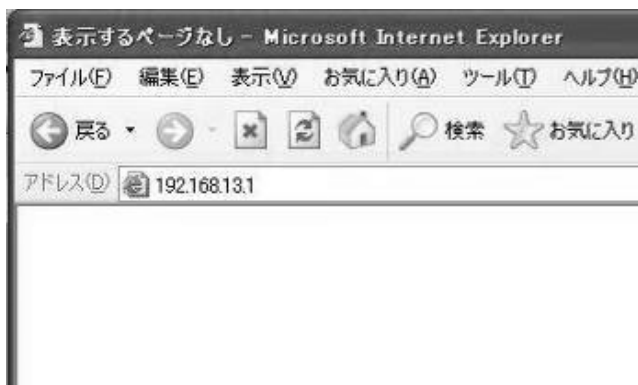 表示するページなし - Microsoft Internet Explorer
ファイル(F) 編集(E) 表示(V) お気に入り(A) ツール(T) ヘルプ(H)
戻る 検索 お気に入り
アドレス(D) 192.168.13.1